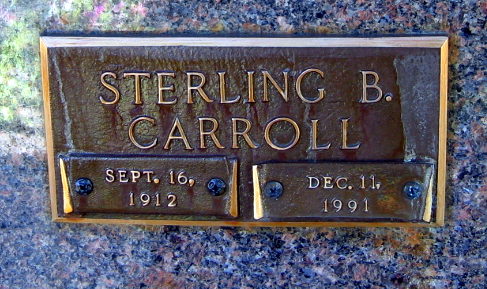 STERLING B.
CARROLL
SEPT. 16,
1912
DEC. 11,
1991